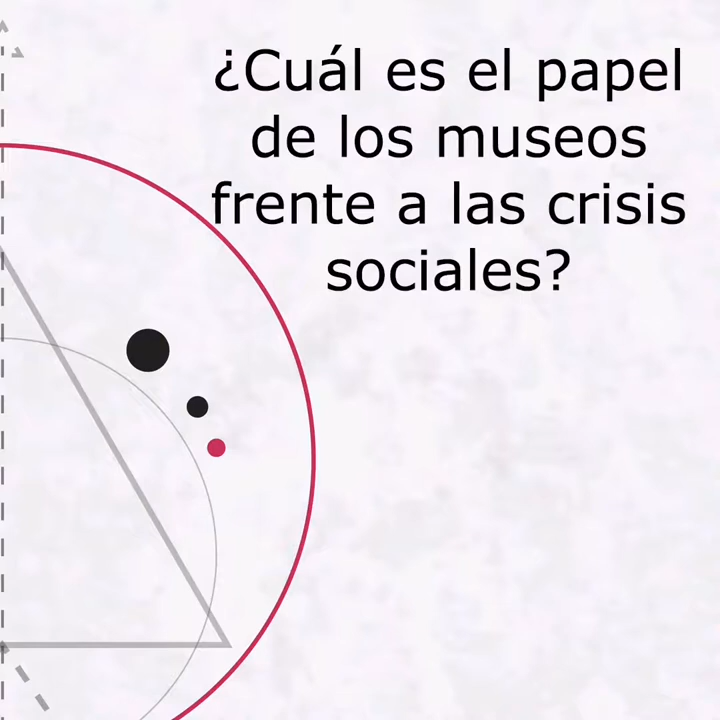 ¿Cuál es el papel
de los museos
frente a las crisis
sociales?